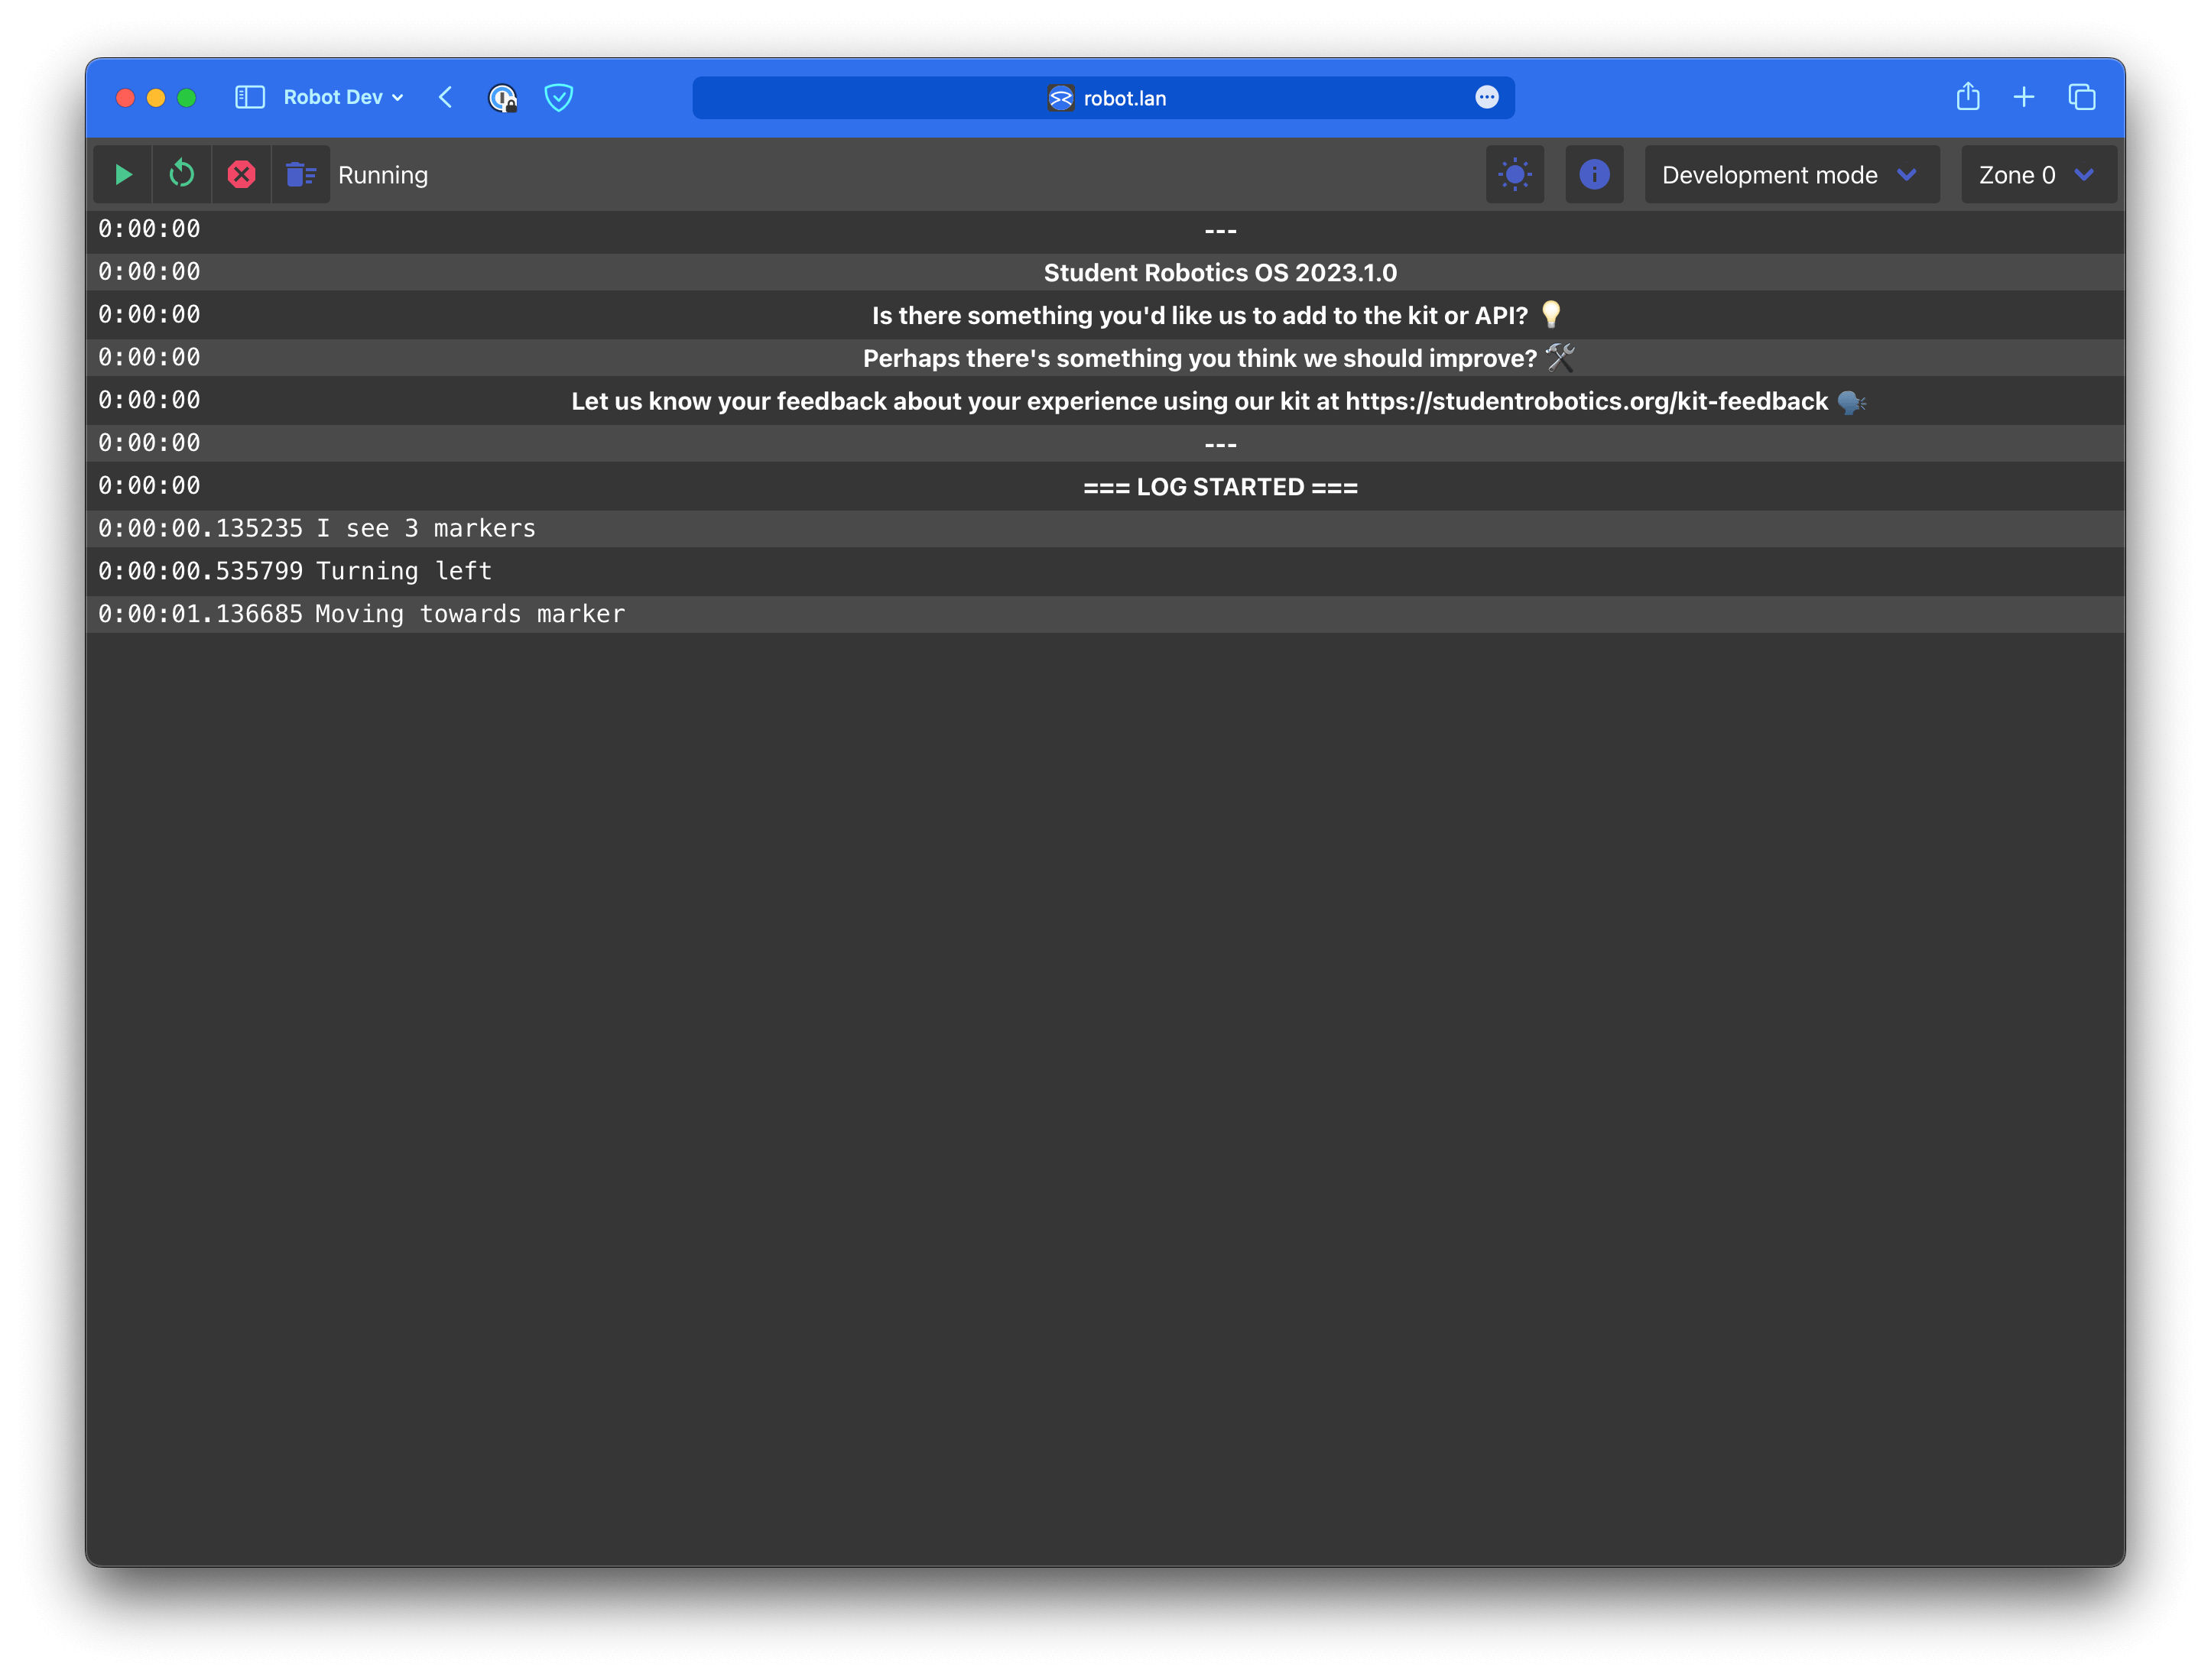 Robot Dev robot.lan
Running Development mode Zone 0
0:00:00 ---
0:00:00 Student Robotics OS 2023.1.0
0:00:00 Is there something you'd like us to add to the kit or API? 💡
0:00:00 Perhaps there's something you think we should improve? 🛠️
0:00:00 Let us know your feedback about your experience using our kit at https://studentrobotics.org/kit-feedback 🗣️
0:00:00 ---
0:00:00 === LOG STARTED ===
0:00:00.135235 I see 3 markers
0:00:00.535799 Turning left
0:00:01.136685 Moving towards marker